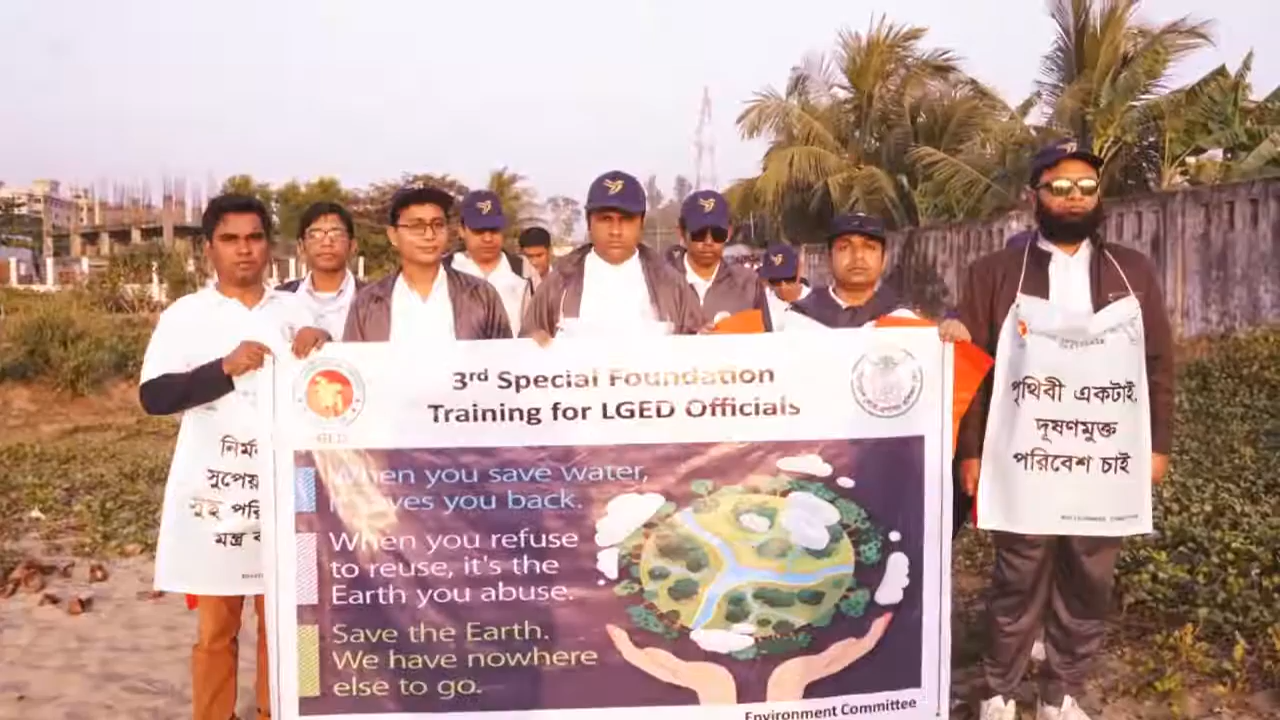 3rd Special Foundation
Training for LGED Officials
When you save water,
you back.
When you refuse
to reuse, it's the
Earth you abuse.
Save the Earth.
We have nowhere
else to go.
Environment Committee
সুপেয়
পৃথিবী একটাই,
দূষণমুক্ত
পরিবেশ চাই